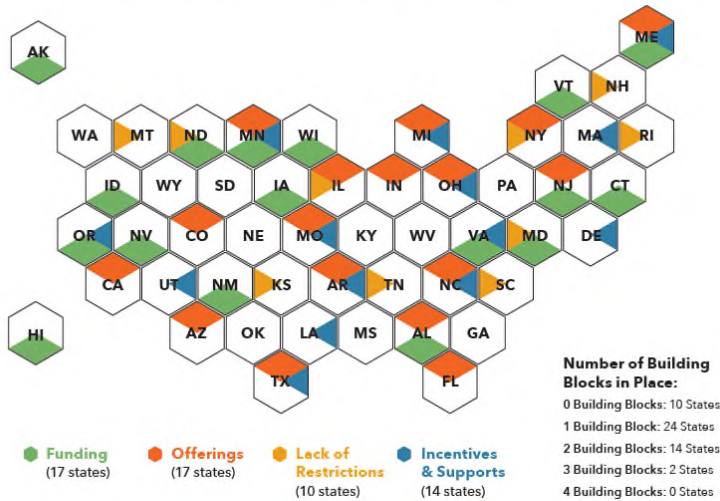 ME
AK
VT NH
WA MT ND MN WI MI NY MA RI
ID WY SD IA IL IN OH PA NJ CT
OR NV CO NE MO KY WV VA MD DE
CA UT NM KS AR TN NC SC
HI AZ OK LA MS AL GA
TX FL
Number of Building
Blocks in Place:
0 Building Blocks: 10 States
1 Building Block: 24 States
2 Building Blocks: 14 States
3 Building Blocks: 2 States
4 Building Blocks: 0 States
Funding
(17 states)
Offerings
(17 states)
Lack of
Restrictions
(10 states)
Incentives
& Supports
(14 states)